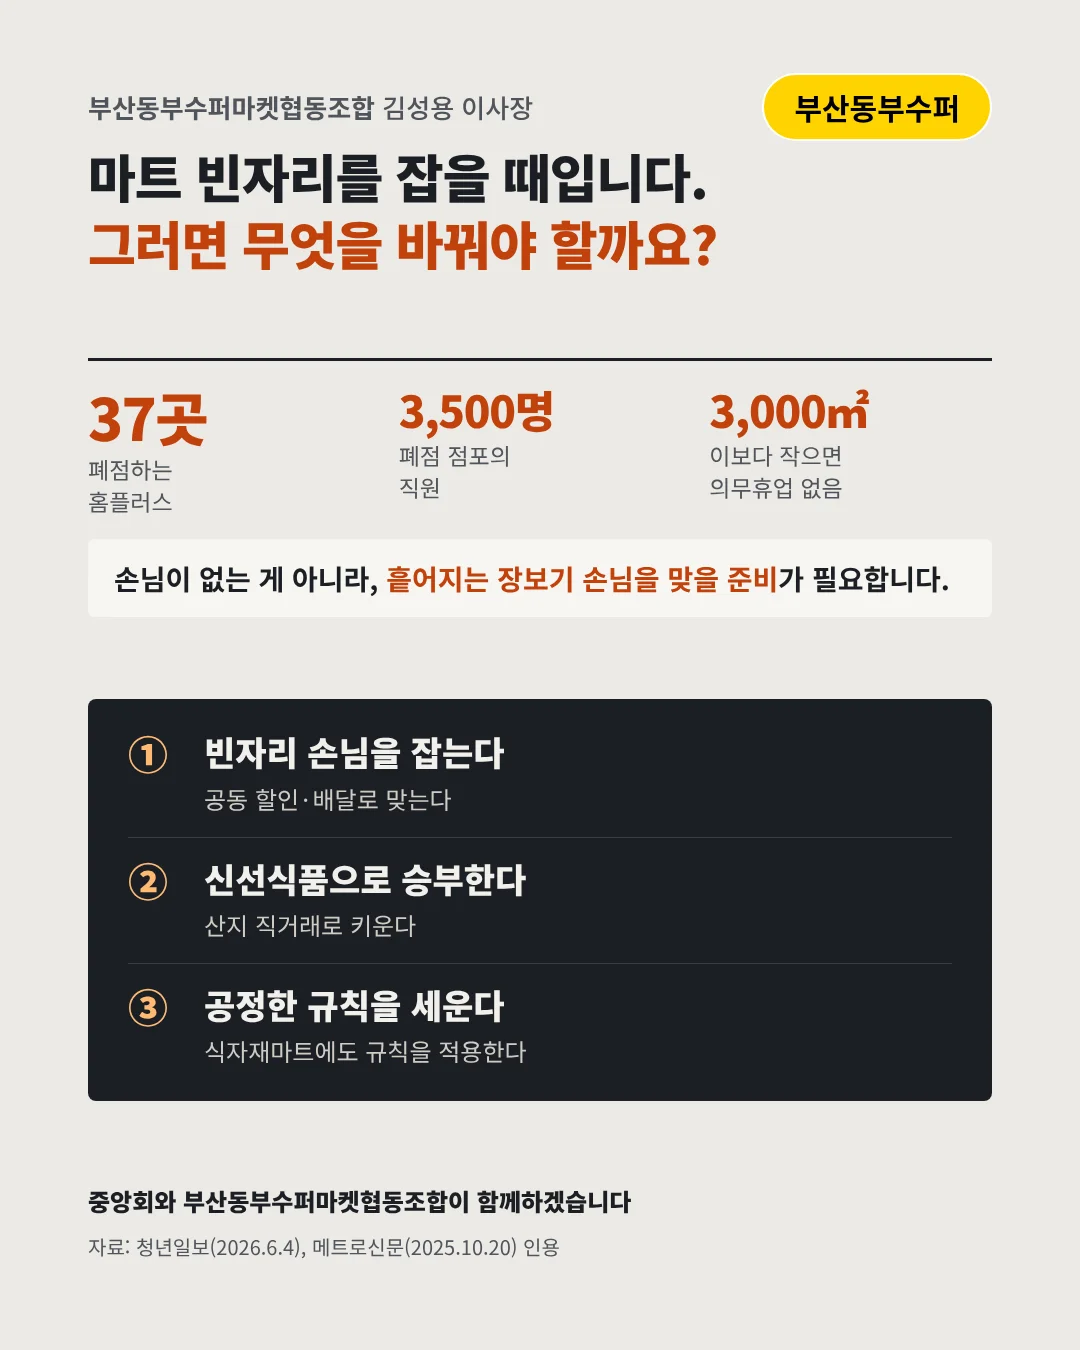 부산동부수퍼마켓협동조합 김성용 이사장
부산동부수퍼
마트 빈자리를 잡을 때입니다.
그러면 무엇을 바꿔야 할까요?
37곳
폐점하는
홈플러스
3,500명
폐점 점포의
직원
3,000㎡
이보다 작으면
의무휴업 없음
손님이 없는 게 아니라, 흩어지는 장보기 손님을 맞을 준비가 필요합니다.
① 빈자리 손님을 잡는다
공동 할인·배달로 맞는다
② 신선식품으로 승부한다
산지 직거래로 키운다
③ 공정한 규칙을 세운다
식자재마트에도 규칙을 적용한다
중앙회와 부산동부수퍼마켓협동조합이 함께하겠습니다
자료: 청년일보(2026.6.4), 메트로신문(2025.10.20) 인용